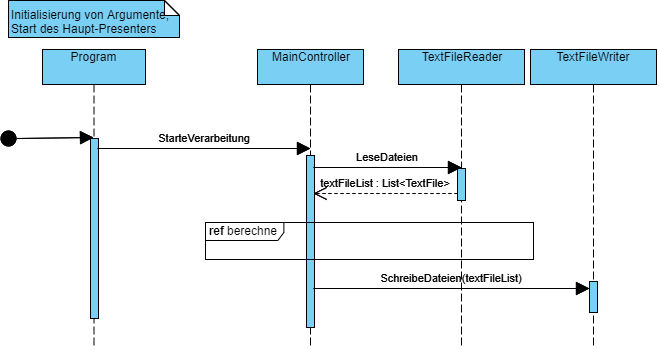 Initialisierung von Argumente,
Start des Haupt-Presenters
Program
MainController
TextFileReader
TextFileWriter
StarteVerarbeitung
LeseDateien
textFileList : List<TextFile>
ref berechne
SchreibeDateien(textFileList)